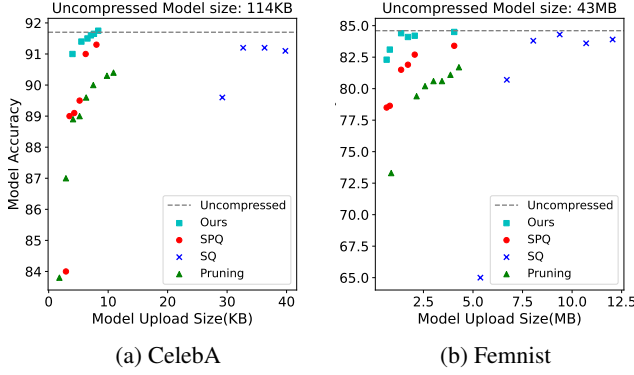 Uncompressed Model size: 114KB
92
91
90
89
88
87
86
85
84
Model Accuracy
Uncompressed
Ours
SPQ
SQ
Pruning
0 10 20 30 40
Model Upload Size(KB)
(a) CelebA
Uncompressed Model size: 43MB
85.0
82.5
80.0
77.5
75.0
72.5
70.0
67.5
65.0
Uncompressed
Ours
SPQ
SQ
Pruning
2.5 5.0 7.5 10.0 12.5
Model Upload Size(MB)
(b) Femnist